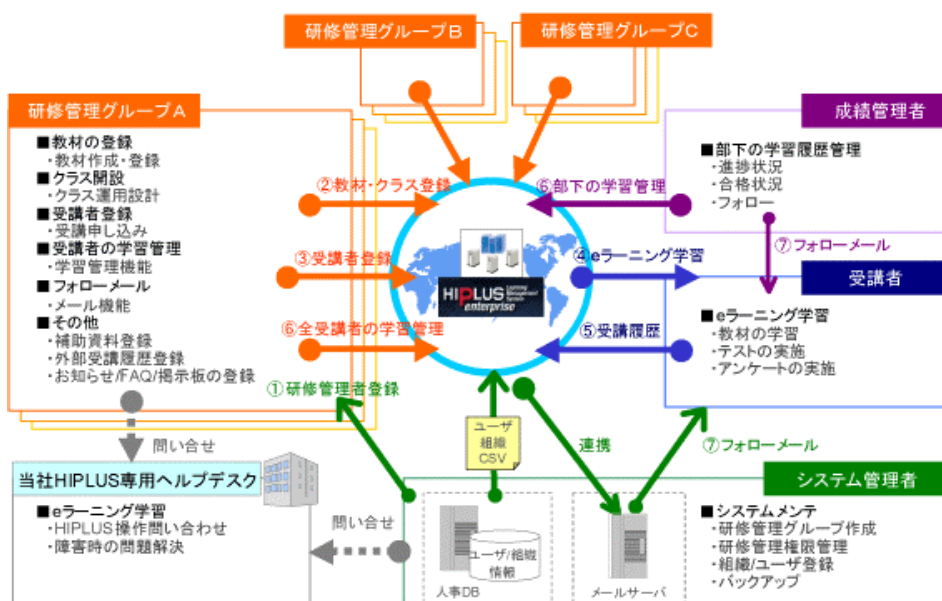 研修管理グループB
研修管理グループC
研修管理グループA
■教材の登録
・教材作成・登録
■クラス開設
・クラス運用設計
■受講者登録
・受講申し込み
■受講者の学習管理
・学習管理機能
■フォローメール
・メール機能
■その他
・補助資料登録
・外部受講履歴登録
・お知らせ/FAQ/掲示板の登録
②教材・クラス登録
③受講者登録
⑥全受講者の学習管理
①研修管理者登録
HIPLUS
enterprise
Learning
Management
System
成績管理者
■部下の学習履歴管理
・進捗状況
・合格状況
・フォロー
⑥部下の学習管理
⑦フォローメール
④eラーニング学習
⑤受講履歴
受講者
■eラーニング学習
・教材の学習
・テストの実施
・アンケートの実施
問い合せ
当社HIPLUS専用ヘルプデスク
■eラーニング学習
・HIPLUS操作問い合わせ
・障害時の問題解決
問い合せ
ユーザ
組織
CSV
連携
⑦フォローメール
ユーザ/組織
情報
人事DB
メールサーバ
システム管理者
■システムメンテ
・研修管理グループ作成
・研修管理権限管理
・組織/ユーザ登録
・バックアップ